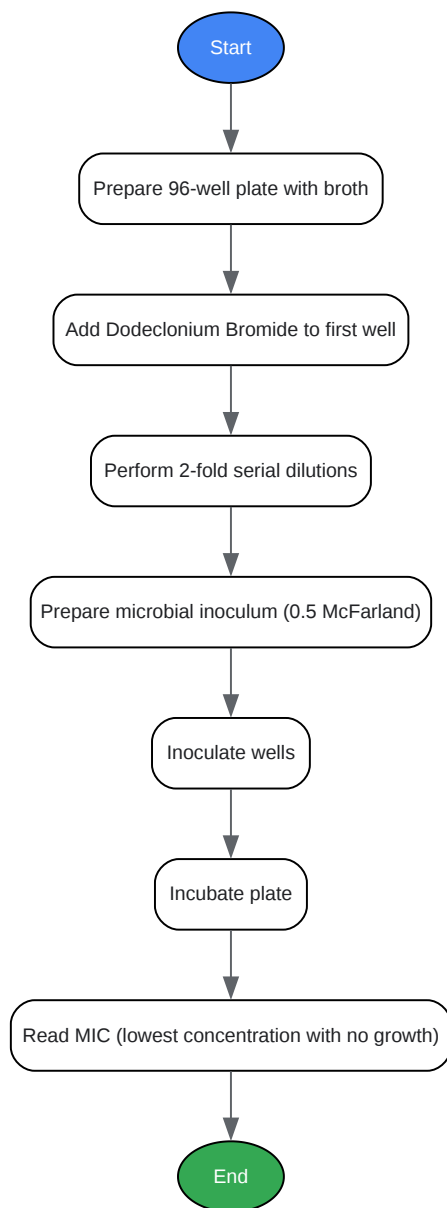 Start
Prepare 96-well plate with broth
Add Dodeclonium Bromide to first well
Perform 2-fold serial dilutions
Prepare microbial inoculum (0.5 McFarland)
Inoculate wells
Incubate plate
Read MIC (lowest concentration with no growth)
End